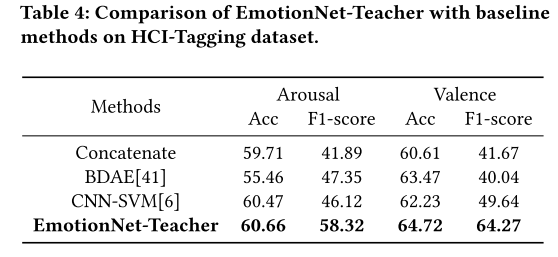 Table 4: Comparison of EmotionNet-Teacher with baseline
methods on HCI-Tagging dataset.
Methods Arousal Valence
Acc F1-score Acc F1-score
Concatenate 59.71 41.89 60.61 41.67
BDAE[41] 55.46 47.35 63.47 40.04
CNN-SVM[6] 60.47 46.12 62.23 49.64
EmotionNet-Teacher 60.66 58.32 64.72 64.27